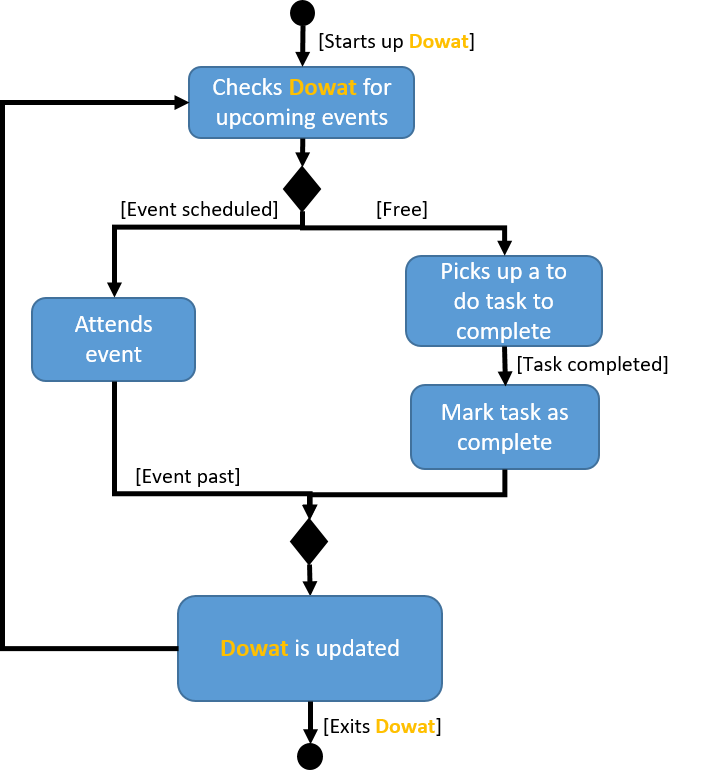 [Starts up Dowat]
Checks Dowat for
upcoming events
[Event scheduled]
[Free]
Picks up a to
do task to
complete
Attends
event
[Task completed]
Mark task as
complete
[Event past]
Dowat is updated
[Exits Dowat]